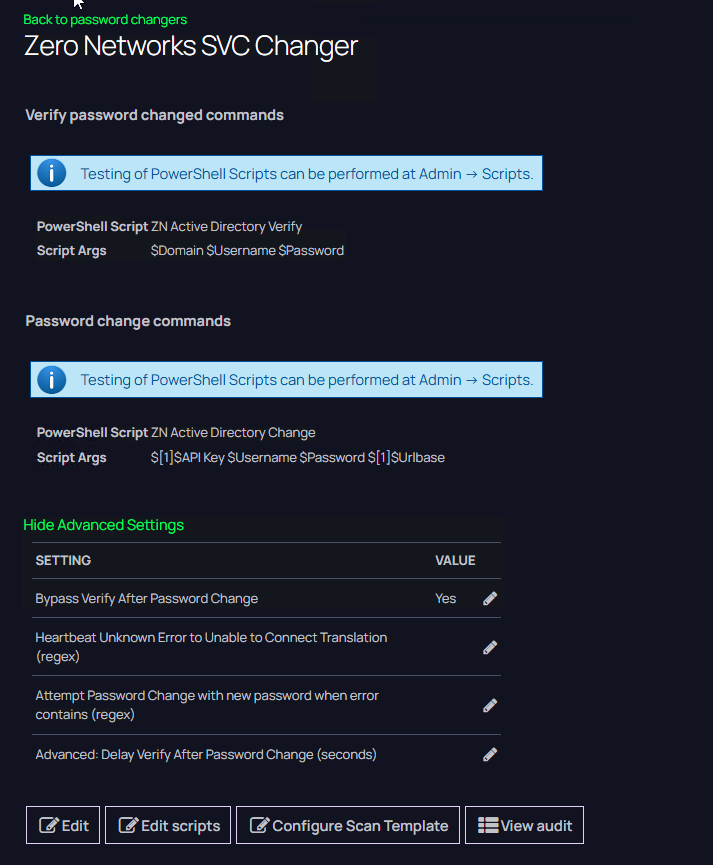 Back to password changers
Zero Networks SVC Changer
Verify password changed commands
Testing of PowerShell Scripts can be performed at Admin → Scripts.
PowerShell Script ZN Active Directory Verify
Script Args $Domain $Username $Password
Password change commands
Testing of PowerShell Scripts can be performed at Admin → Scripts.
PowerShell Script ZN Active Directory Change
Script Args $[1]$API Key $Username $Password $[1]$Urlbase
Hide Advanced Settings
SETTING VALUE
Bypass Verify After Password Change Yes
Heartbeat Unknown Error to Unable to Connect Translation
(regex)
Attempt Password Change with new password when error
contains (regex)
Advanced: Delay Verify After Password Change (seconds)
Edit Edit scripts Configure Scan Template View audit